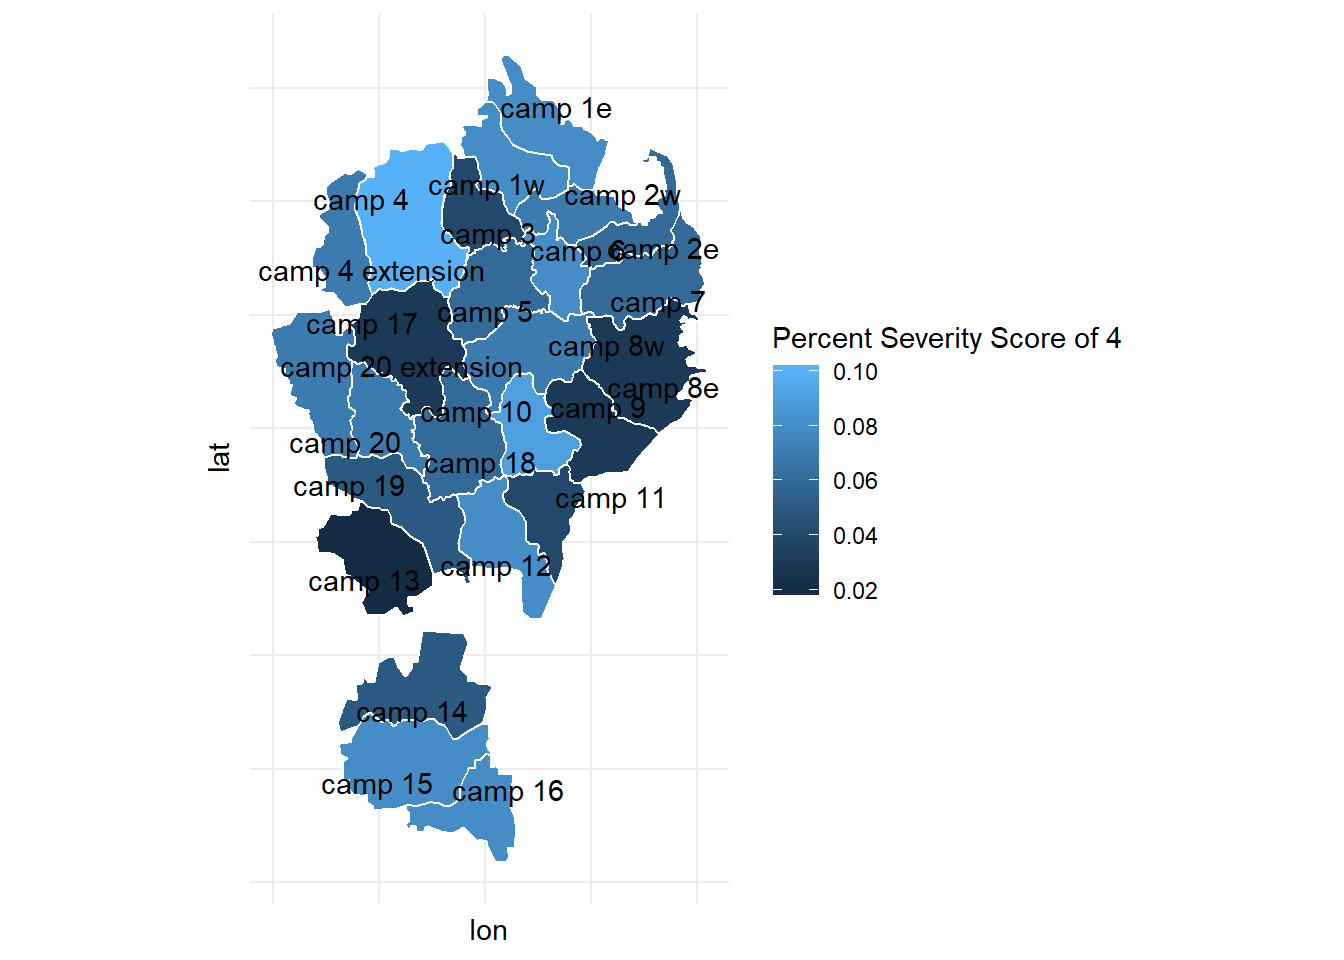 camp 1e
camp 1w
camp 2w
camp 4
camp 3
camp 6
camp 2e
camp 4 extension
camp 7
camp 5
camp 17
camp 8w
camp 20 extension
camp 8e
camp 9
camp 10
camp 20
camp 18
camp 19
camp 11
camp 12
camp 13
camp 14
camp 15
camp 16
lat
lon
Percent Severity Score of 4
0.10
0.08
0.06
0.04
0.02